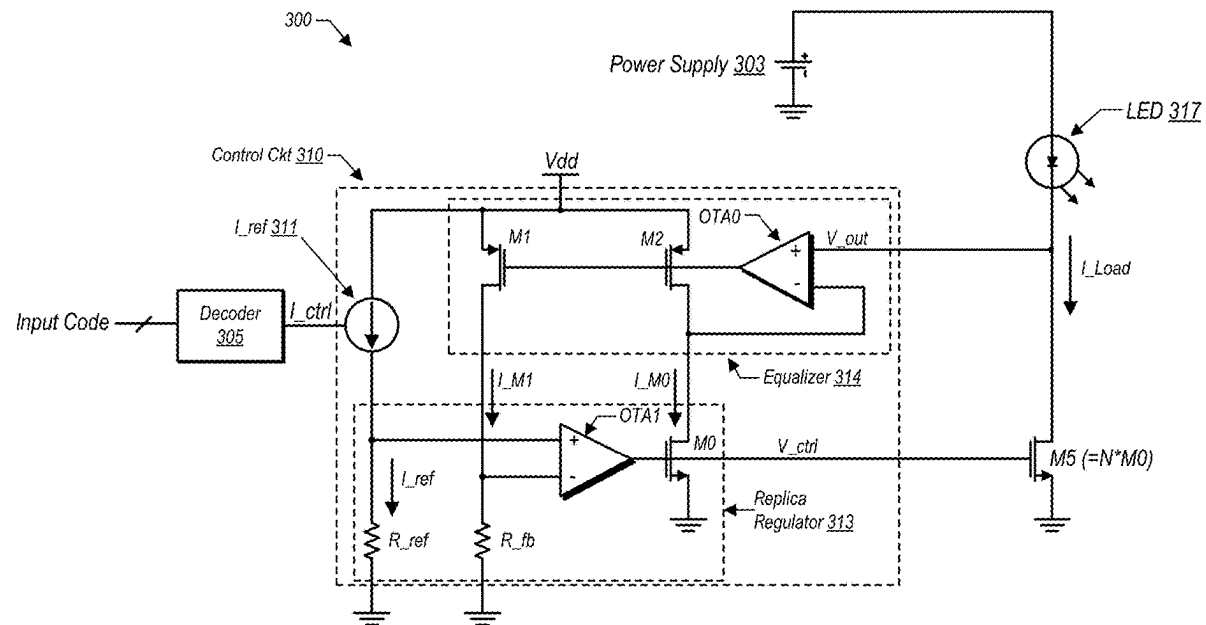 300
Power Supply 303
+
-
LED 317
Control Ckt 310
Vdd
I_ref 311
M1
M2
OTA0
V_out
+
-
I_Load
Input Code
Decoder
305
I_ctrl
Equalizer 314
I_M1
I_M0
OTA1
+
-
M0
V_ctrl
M5 (=N*M0)
I_ref
Replica
Regulator 313
R_ref
R_fb